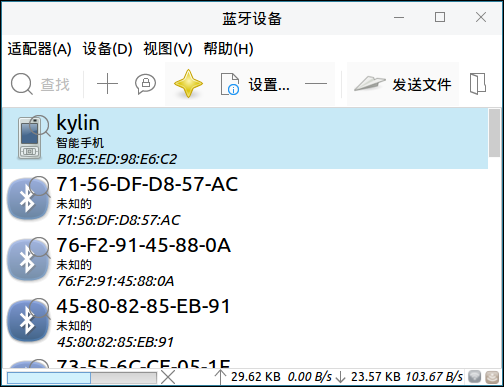 蓝牙设备
适配器(A) 设备(D) 视图(V) 帮助(H)
查找 设置... 发送文件
kylin
智能手机
B0:E5:ED:98:E6:C2
71-56-DF-D8-57-AC
未知的
71:56:DF:D8:57:AC
76-F2-91-45-88-0A
未知的
76:F2:91:45:88:0A
45-80-82-85-EB-91
未知的
45:80:82:85:EB:91
73-55-6C-CF-05-1F
29.62 KB 0.00 B/s 23.57 KB 103.67 B/s